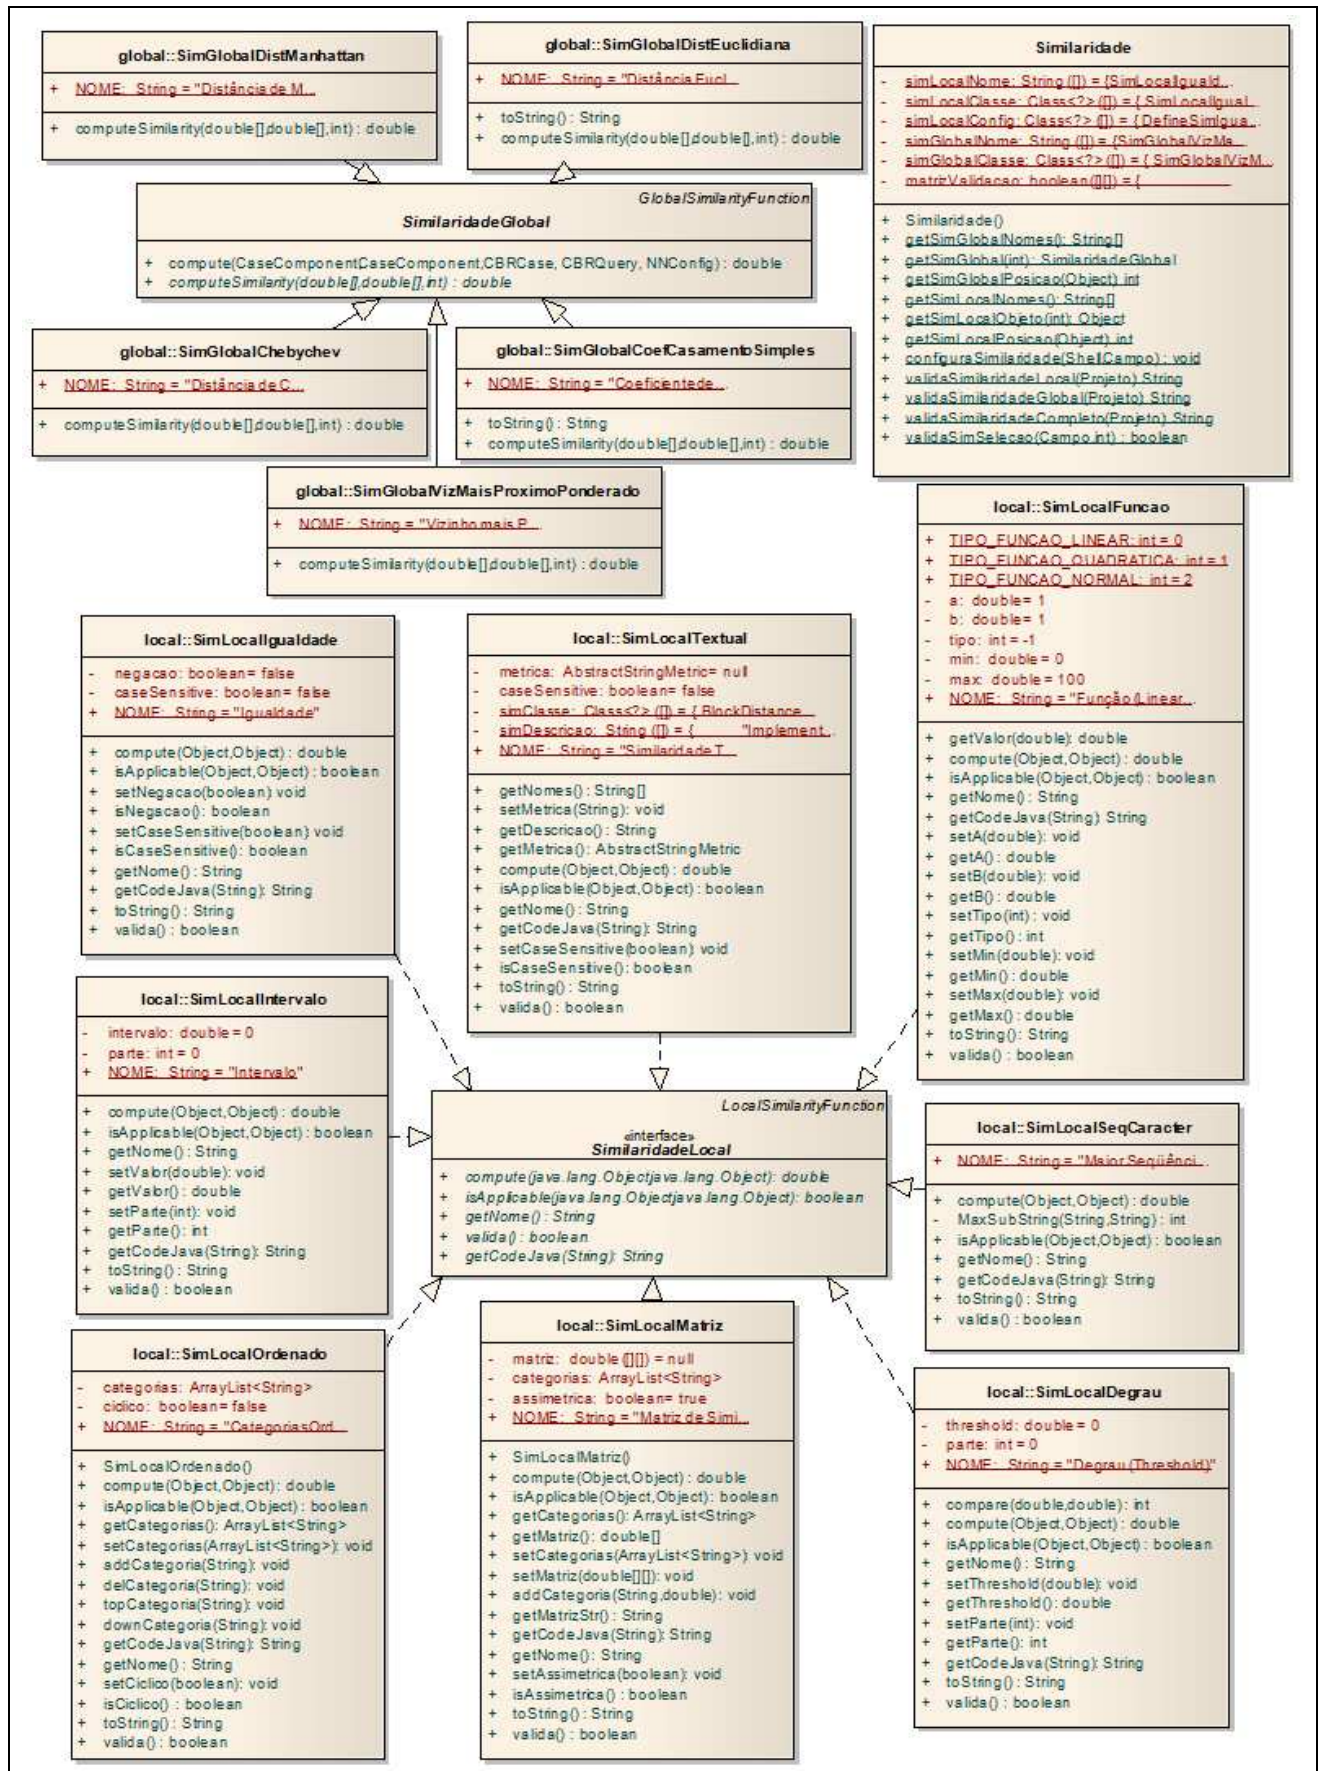 global::SimGlobalDistManhattan
+ NOME: String = "Distância de M...
+ computeSimilarity(double[],double[],int) : double
global::SimGlobalDistEuclidiana
+ NOME: String = "Distância Eucl...
+ toString() : String
+ computeSimilarity(double[],double[],int) : double
Similaridade
- simLocalNome: String ([]) = {SimLocalIguald...
- simLocalClasse: Class<?> ([]) = { SimLocalIgual...
- simLocalConfig: Class<?> ([]) = { DefineSimIgua...
- simGlobalNome: String ([]) = {SimGlobalVizMa...
- simGlobalClasse: Class<?> ([]) = { SimGlobalVizM...
- matrizValidacao: boolean ([][]) = {
+ Similaridade()
+ getSimGlobalNomes(): String[]
+ getSimGlobal(int): SimilaridadeGlobal
+ getSimGlobalPosicao(Object) int
+ getSimLocalNomes(): String[]
+ getSimLocalObjeto(int): Object
+ getSimLocalPosicao(Object) int
+ configuraSimilaridade(ShellCampo) : void
+ validaSimilaridadeLocal(Projeto) String
+ validaSimilaridadeGlobal(Projeto) String
+ validaSimilaridadeCompleto(Projeto) String
+ validaSimSelecao(Campo,int) : boolean
GlobalSimilarityFunction
SimilaridadeGlobal
+ compute(CaseComponent,CaseComponent,CBRCase, CBRQuery, NNConfig) : double
+ computeSimilarity(double[],double[],int) : double
global::SimGlobalChebychev
+ NOME: String = "Distância de C...
+ computeSimilarity(double[],double[],int) : double
global::SimGlobalCoefCasamentoSimples
+ NOME: String = "Coeficiente de...
+ toString() : String
+ computeSimilarity(double[],double[],int) : double
global::SimGlobalVizMaisProximoPonderado
+ NOME: String = "Vizinho mais P...
+ computeSimilarity(double[],double[],int) : double
local::SimLocalFuncao
+ TIPO_FUNCAO_LINEAR: int = 0
+ TIPO_FUNCAO_QUADRATICA: int = 1
+ TIPO_FUNCAO_NORMAL: int = 2
- a: double = 1
- b: double = 1
- tipo: int = -1
- min: double = 0
- max: double = 100
+ NOME: String = "Função (Linear...
+ getValor(double): double
+ compute(Object,Object) : double
+ isApplicable(Object,Object) : boolean
+ getNome() : String
+ getCodeJava(String) String
+ setA(double): void
+ getA() : double
+ setB(double): void
+ getB() : double
+ setTipo(int) : void
+ getTipo() : int
+ setMin(double): void
+ getMin() : double
+ setMax(double): void
+ getMax() : double
+ toString() : String
+ valida() : boolean
local::SimLocalIgualdade
- negacao: boolean = false
- caseSensitive: boolean = false
+ NOME: String = "Igualdade"
+ compute(Object,Object) : double
+ isApplicable(Object,Object) : boolean
+ setNegacao(boolean) void
+ isNegacao() : boolean
+ setCaseSensitive(boolean) void
+ isCaseSensitive() : boolean
+ getNome() : String
+ getCodeJava(String): String
+ toString() : String
+ valida() : boolean
local::SimLocalTextual
- metrica: AbstractStringMetric = null
- caseSensitive: boolean = false
- simClasse: Class<?> ([]) = { BlockDistance...
- simDescricao: String ([]) = { "Implement...
+ NOME: String = "Similaridade T...
+ getNomes() : String[]
+ setMetrica(String) : void
+ getDescricao() : String
+ getMetrica() : AbstractStringMetric
+ compute(Object,Object) : double
+ isApplicable(Object,Object) : boolean
+ getNome() : String
+ getCodeJava(String): String
+ setCaseSensitive(boolean) void
+ isCaseSensitive() : boolean
+ toString() : String
+ valida() : boolean
local::SimLocalIntervalo
- intervalo: double = 0
- parte: int = 0
+ NOME: String = "Intervalo"
+ compute(Object,Object) : double
+ isApplicable(Object,Object) : boolean
+ getNome() : String
+ setValor(double): void
+ getValor() : double
+ setParte(int): void
+ getParte() : int
+ getCodeJava(String): String
+ toString() : String
+ valida() : boolean
LocalSimilarityFunction
«interface»
SimilaridadeLocal
+ compute(java.lang.Objectjava.lang.Object) : double
+ isApplicable(java.lang.Objectjava.lang.Object) : boolean
+ getNome() : String
+ valida() : boolean
+ getCodeJava(String) : String
local::SimLocalSeqCaracter
+ NOME: String = "Maior Seqüênci...
+ compute(Object,Object) : double
- MaxSubString(String,String) : int
+ isApplicable(Object,Object) : boolean
+ getNome() : String
+ getCodeJava(String): String
+ toString() : String
+ valida() : boolean
local::SimLocalOrdenado
- categorias: ArrayList<String>
- ciclico: boolean = false
+ NOME: String = "Categorias Ord...
+ SimLocalOrdenado()
+ compute(Object,Object) : double
+ isApplicable(Object,Object) : boolean
+ getCategorias() : ArrayList<String>
+ setCategorias(ArrayList<String>): void
+ addCategoria(String): void
+ delCategoria(String): void
+ topCategoria(String): void
+ downCategoria(String): void
+ getCodeJava(String): String
+ getNome() : String
+ setCiclico(boolean): void
+ isCiclico() : boolean
+ toString() : String
+ valida() : boolean
local::SimLocalMatriz
- matriz: double ([][]) = null
- categorias: ArrayList<String>
- assimetrica: boolean = true
+ NOME: String = "Matriz de Simi...
+ SimLocalMatriz()
+ compute(Object,Object) : double
+ isApplicable(Object,Object) : boolean
+ getCategorias() : ArrayList<String>
+ getMatriz() : double[]
+ setCategorias(ArrayList<String>) void
+ setMatriz(double[][]): void
+ addCategoria(String,double) : void
+ getMatrizStr() : String
+ getCodeJava(String): String
+ getNome() : String
+ setAssimetrica(boolean): void
+ isAssimetrica() : boolean
+ toString() : String
+ valida() : boolean
local::SimLocalDegrau
- threshold: double = 0
- parte: int = 0
+ NOME: String = "Degrau (Threshold)"
+ compare(double,double) : int
+ compute(Object,Object) : double
+ isApplicable(Object,Object) : boolean
+ getNome() : String
+ setThreshold(double): void
+ getThreshold() : double
+ setParte(int): void
+ getParte() : int
+ getCodeJava(String): String
+ toString() : String
+ valida() : boolean